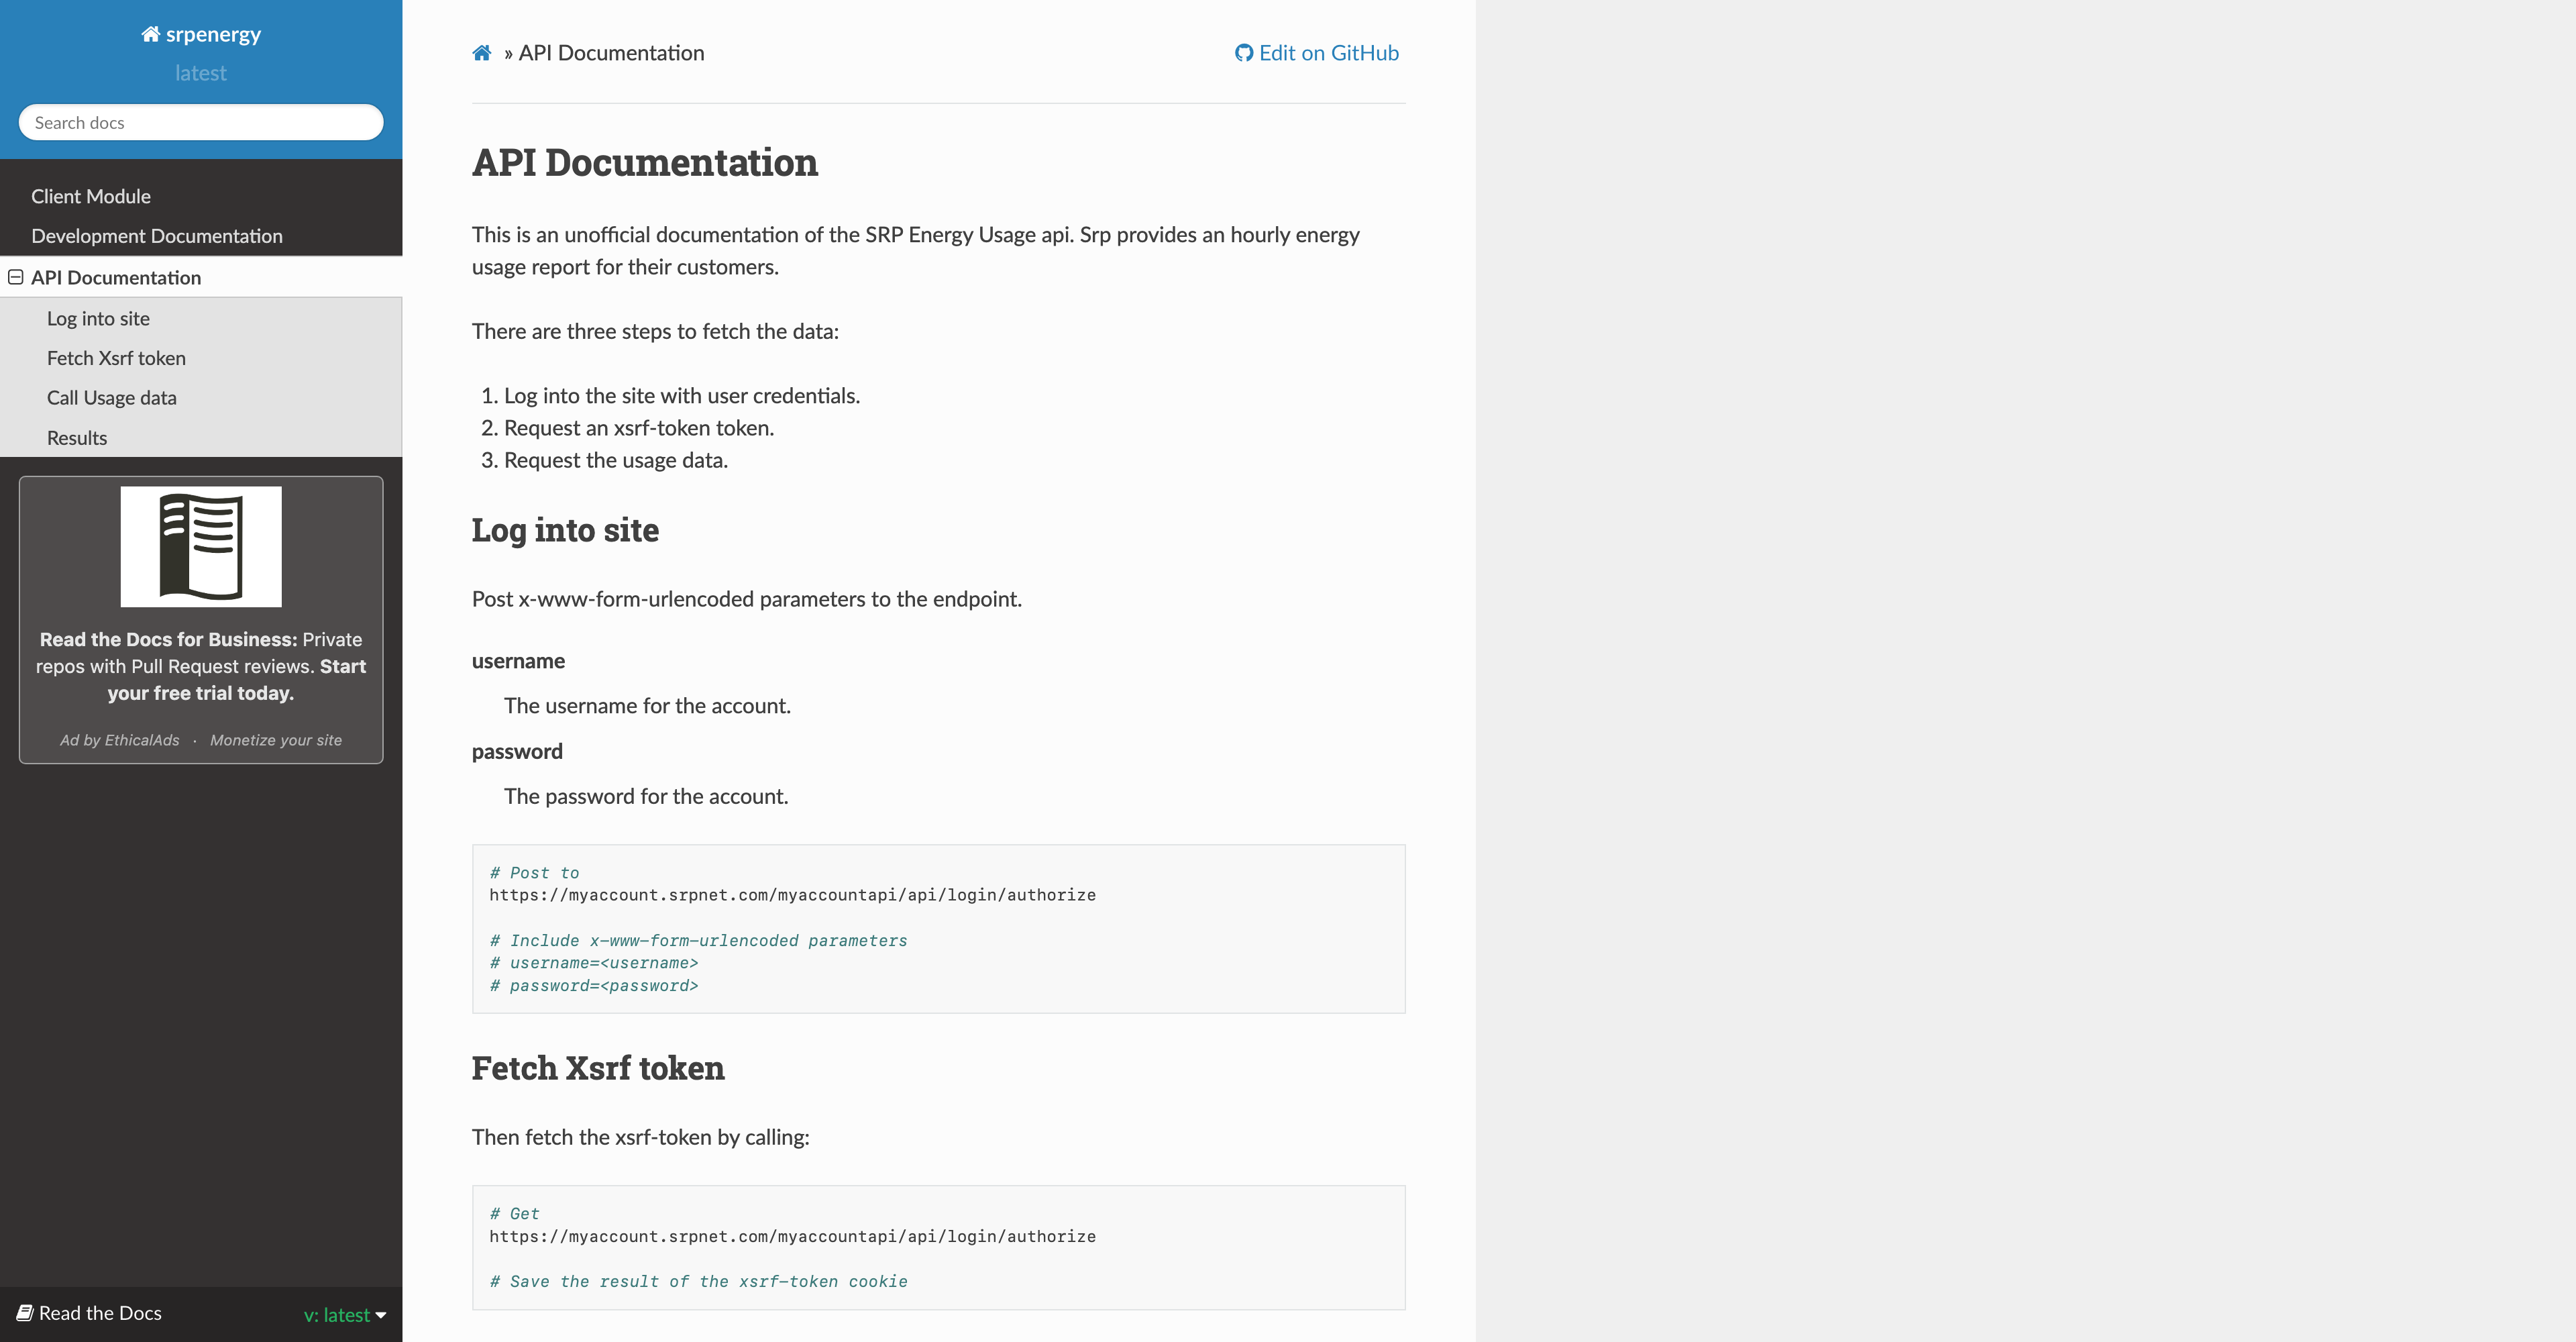 srpenergy
latest
Search docs
Client Module
Development Documentation
API Documentation
Log into site
Fetch Xsrf token
Call Usage data
Results
Read the Docs for Business: Private
repos with Pull Request reviews. Start
your free trial today.
Ad by EthicalAds · Monetize your site
Read the Docs
v: latest
» API Documentation
Edit on GitHub
API Documentation
This is an unofficial documentation of the SRP Energy Usage api. Srp provides an hourly energy
usage report for their customers.
There are three steps to fetch the data:
1. Log into the site with user credentials.
2. Request an xsrf-token token.
3. Request the usage data.
Log into site
Post x-www-form-urlencoded parameters to the endpoint.
username
The username for the account.
password
The password for the account.
# Post to
https://myaccount.srpnet.com/myaccountapi/api/login/authorize
# Include x-www-form-urlencoded parameters
# username=<username>
# password=<password>
Fetch Xsrf token
Then fetch the xsrf-token by calling:
# Get
https://myaccount.srpnet.com/myaccountapi/api/login/authorize
# Save the result of the xsrf-token cookie